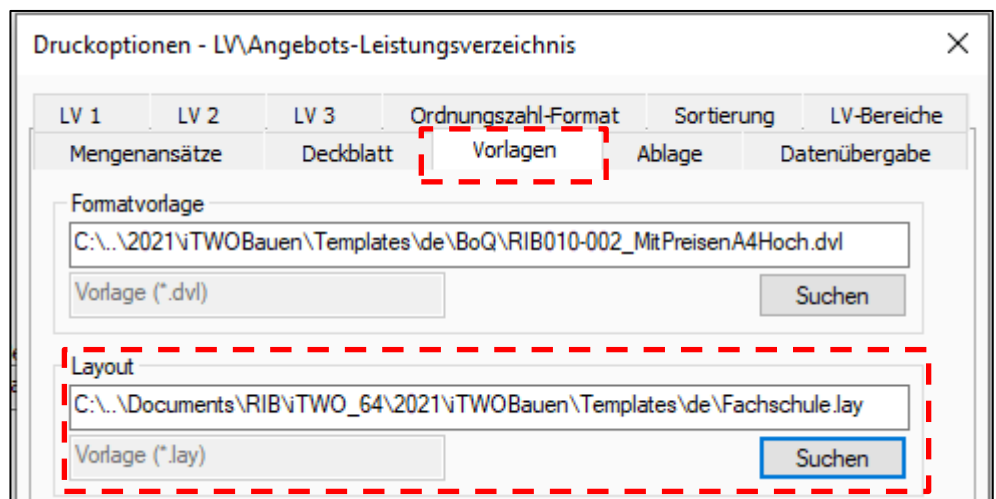 Druckoptionen - LV\Angebots-Leistungsverzeichnis
LV 1 LV 2 LV 3 Ordnungszahl-Format Sortierung LV-Bereiche
Mengenansätze Deckblatt Vorlagen Ablage Datenübergabe
Formatvorlage
C:\..\2021\iTWOBauen\Templates\de\BoQ\RIB010-002_MitPreisenA4Hoch.dvl
Vorlage (*.dvl)
Suchen
Layout
C:\..\Documents\RIB\iTWO_64\2021\iTWOBauen\Templates\de\Fachschule.lay
Vorlage (*.lay)
Suchen